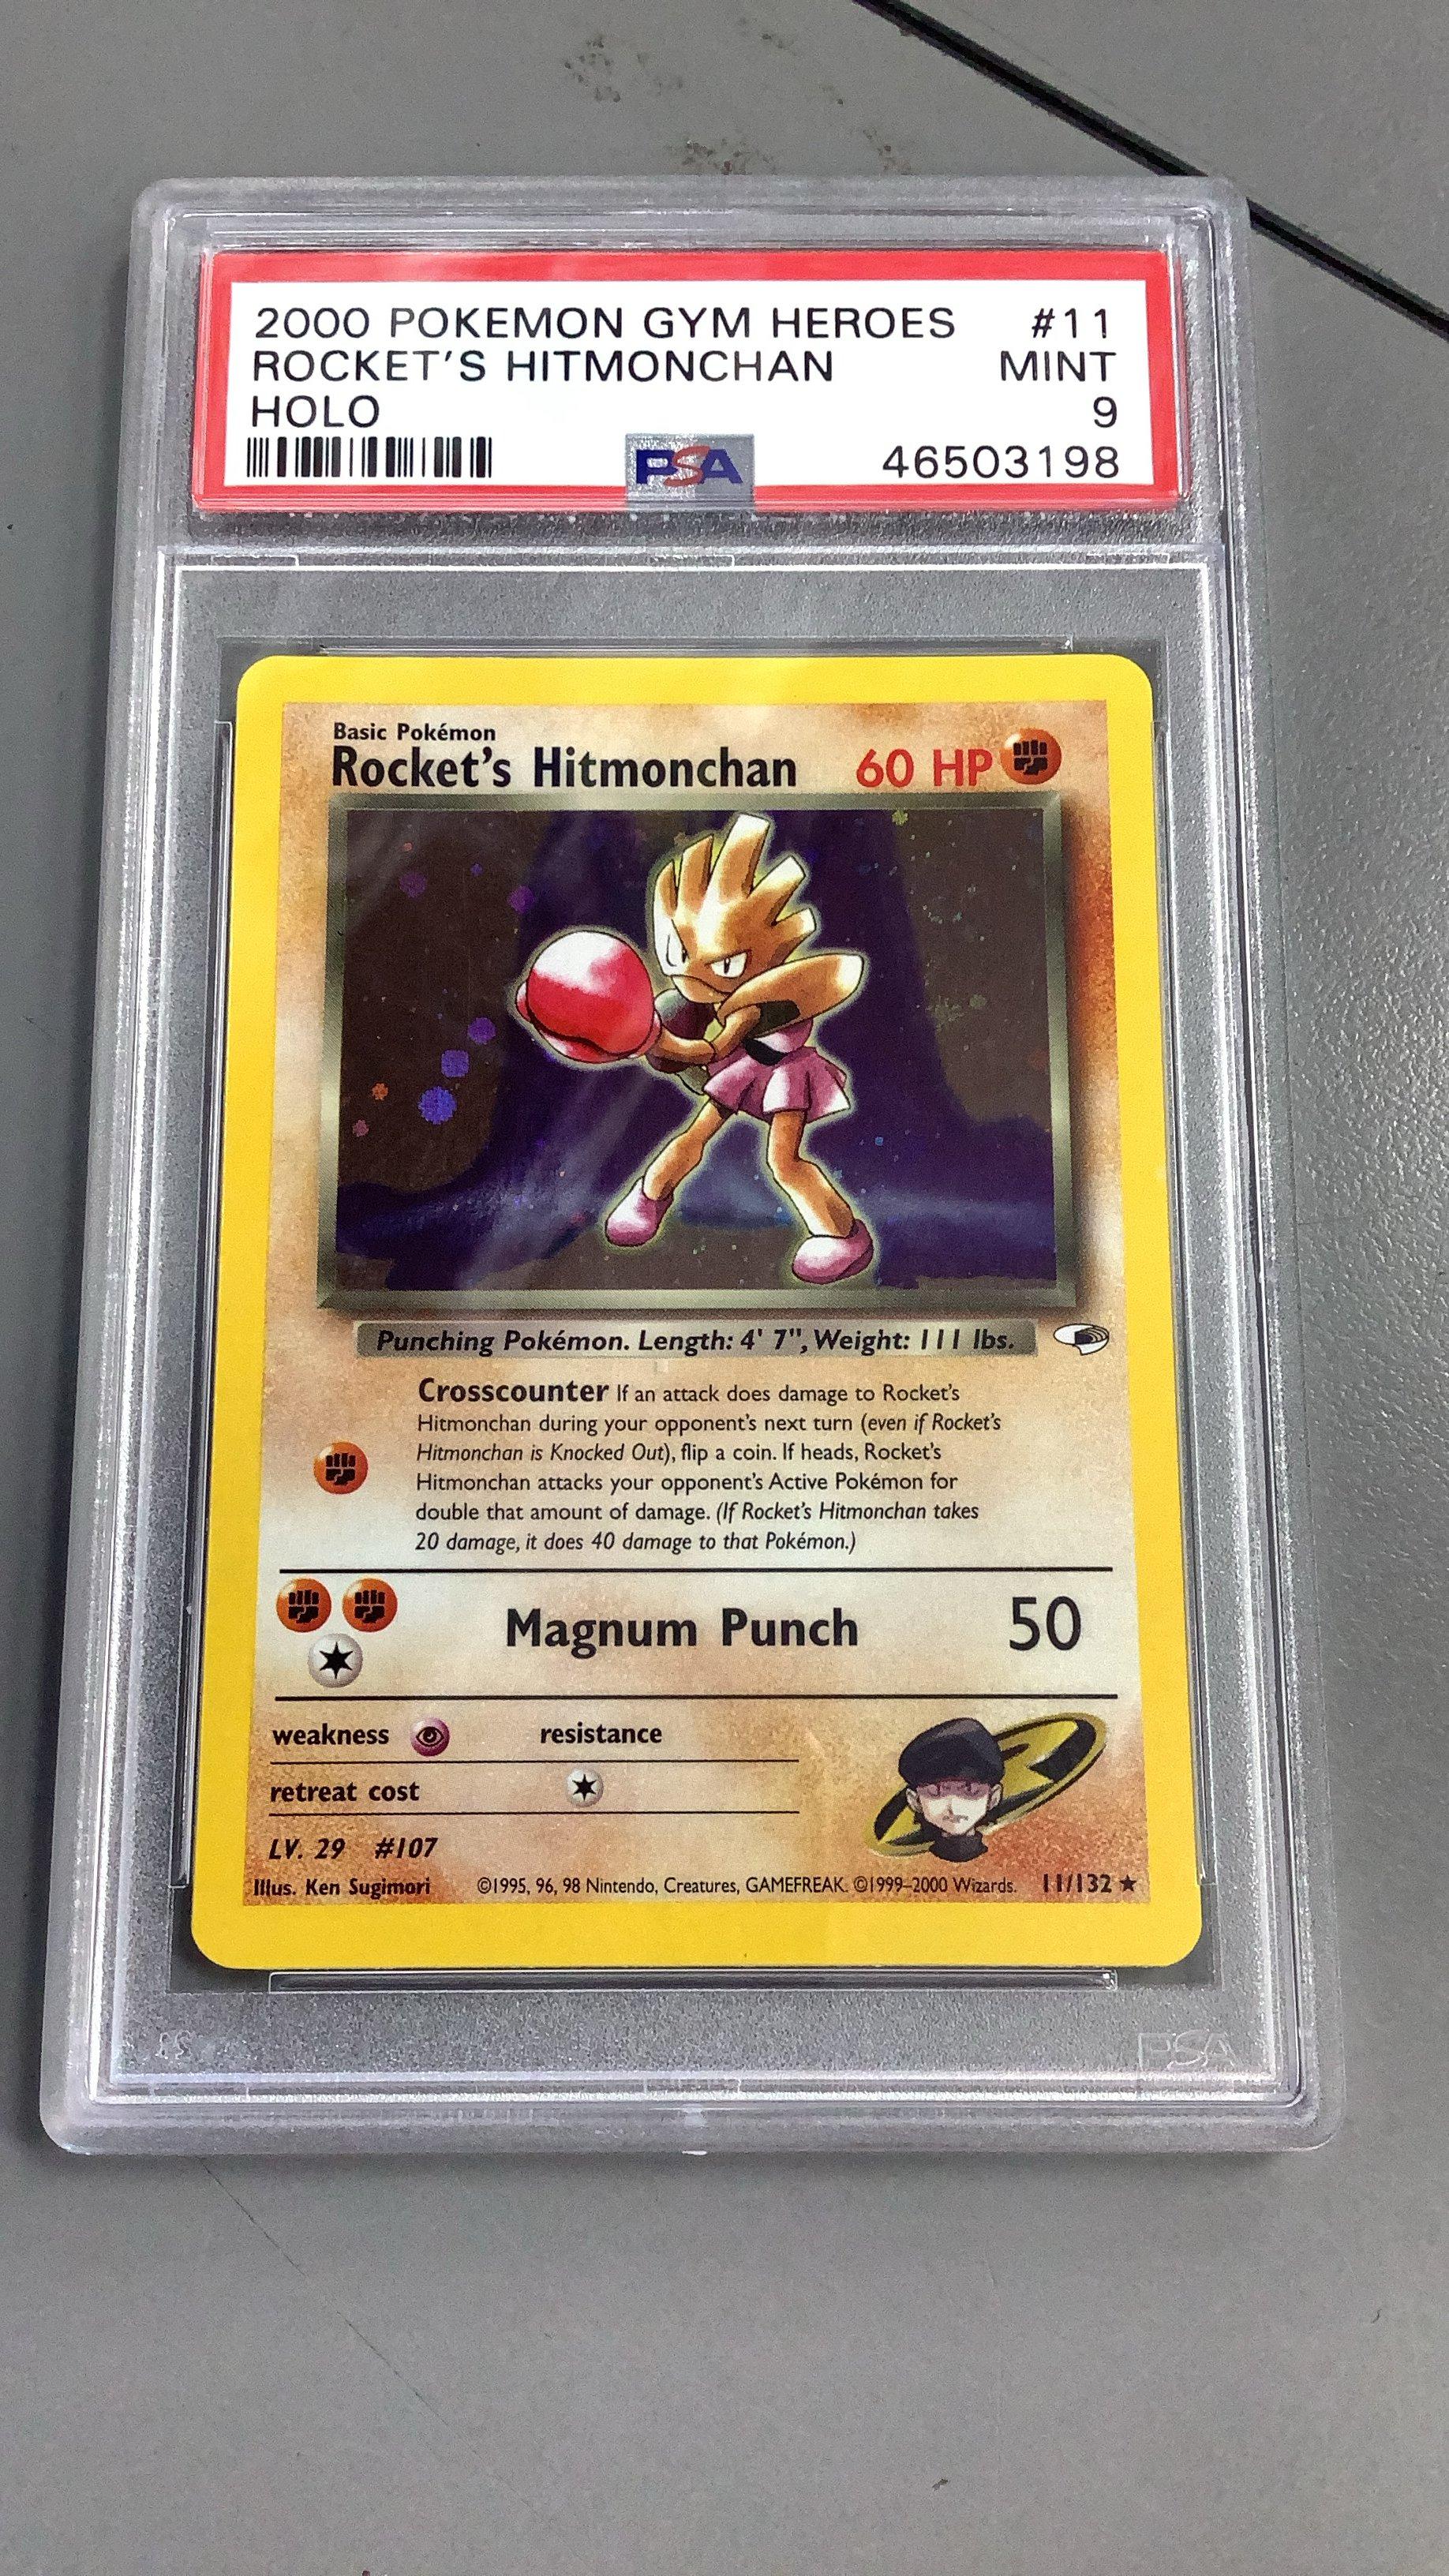 2000 POKEMON GYM HEROES #11
ROCKET'S HITMONCHAN MINT
HOLO 9
PSA 46503198
Basic Pokémon
Rocket's Hitmonchan 60 HP
Punching Pokémon. Length: 4' 7", Weight: 111 lbs.
Crosscounter If an attack does damage to Rocket's
Hitmonchan during your opponent's next turn (even if Rocket's
Hitmonchan is Knocked Out), flip a coin. If heads, Rocket's
Hitmonchan attacks your opponent's Active Pokémon for
double that amount of damage. (If Rocket's Hitmonchan takes
20 damage, it does 40 damage to that Pokémon.)
Magnum Punch 50
weakness resistance
retreat cost
LV. 29 #107
Illus. Ken Sugimori ©1995, 96, 98 Nintendo, Creatures, GAMEFREAK. ©1999–2000 Wizards. 11/132 ★
PSA